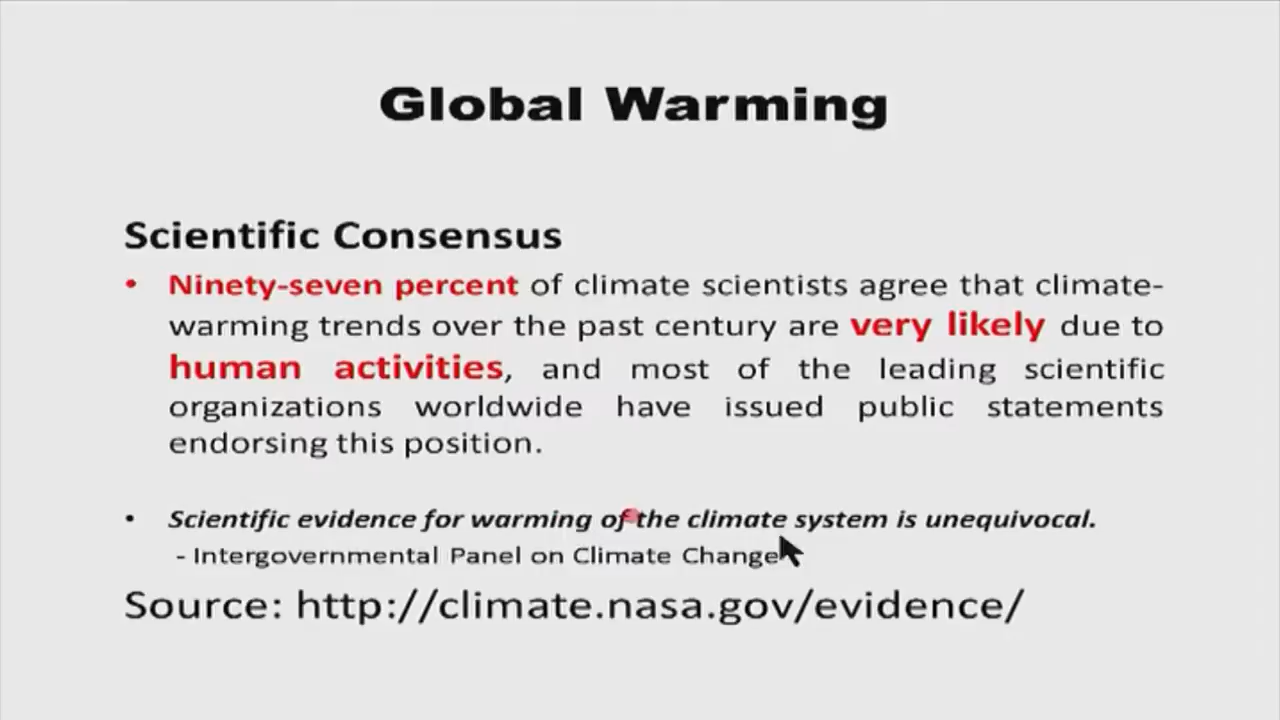 Global Warming
Scientific Consensus
• Ninety-seven percent of climate scientists agree that climate-
warming trends over the past century are very likely due to
human activities, and most of the leading scientific
organizations worldwide have issued public statements
endorsing this position.
• Scientific evidence for warming of the climate system is unequivocal.
- Intergovernmental Panel on Climate Change
Source: http://climate.nasa.gov/evidence/